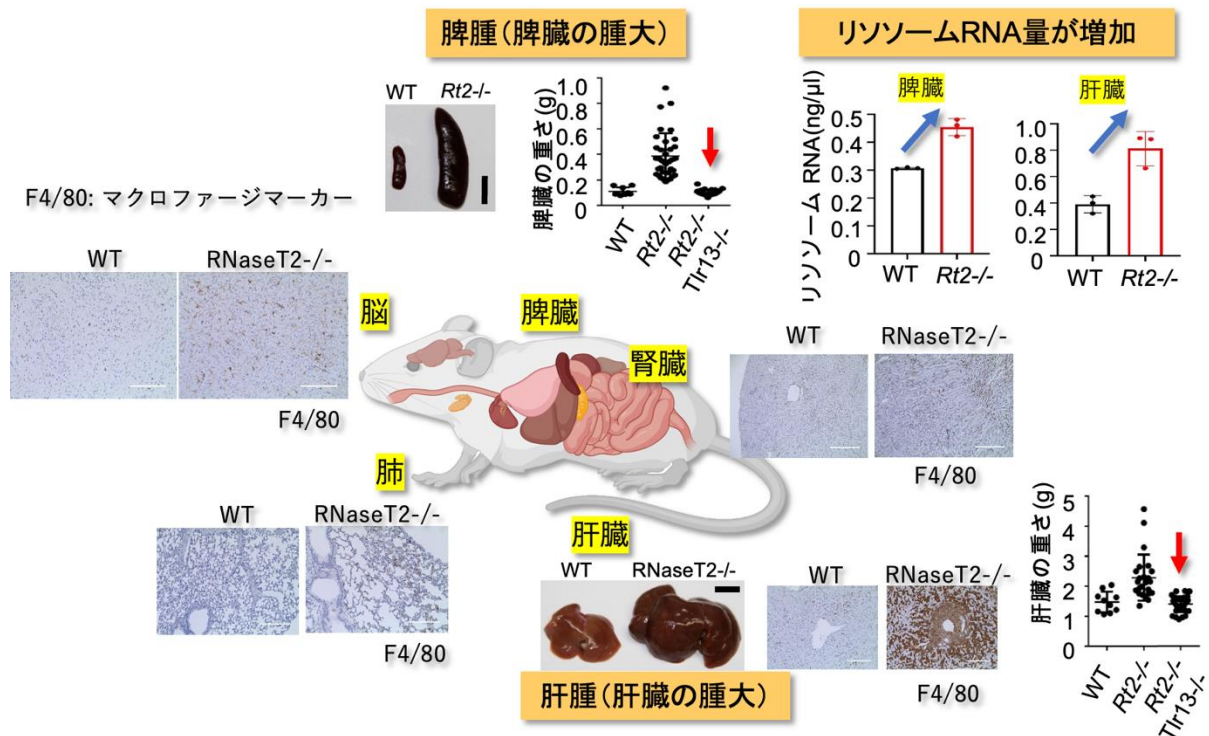 脾腫(脾臓の腫大)
WT Rt2-/-
脾臓の重さ(g)
1.0
0.8
0.6
0.4
0.2
0
WT
Rt2-/-
Rt2-/-
Tlr13-/-
リソソームRNA量が増加
リソソーム RNA(ng/μl)
脾臓
0.5
0.4
0.3
0.2
0.1
0
WT Rt2-/-
肝臓
1.0
0.8
0.6
0.4
0.2
0
WT Rt2-/-
F4/80: マクロファージマーカー
WT RNaseT2-/-
F4/80
脳
脾臓
腎臓
WT RNaseT2-/-
F4/80
肺
WT RNaseT2-/-
F4/80
肝臓
WT RNaseT2-/-
肝腫(肝臓の腫大)
WT RNaseT2-/-
F4/80
肝臓の重さ(g)
5
4
3
2
1
0
WT
Rt2-/-
Rt2-/-
Tlr13-/-